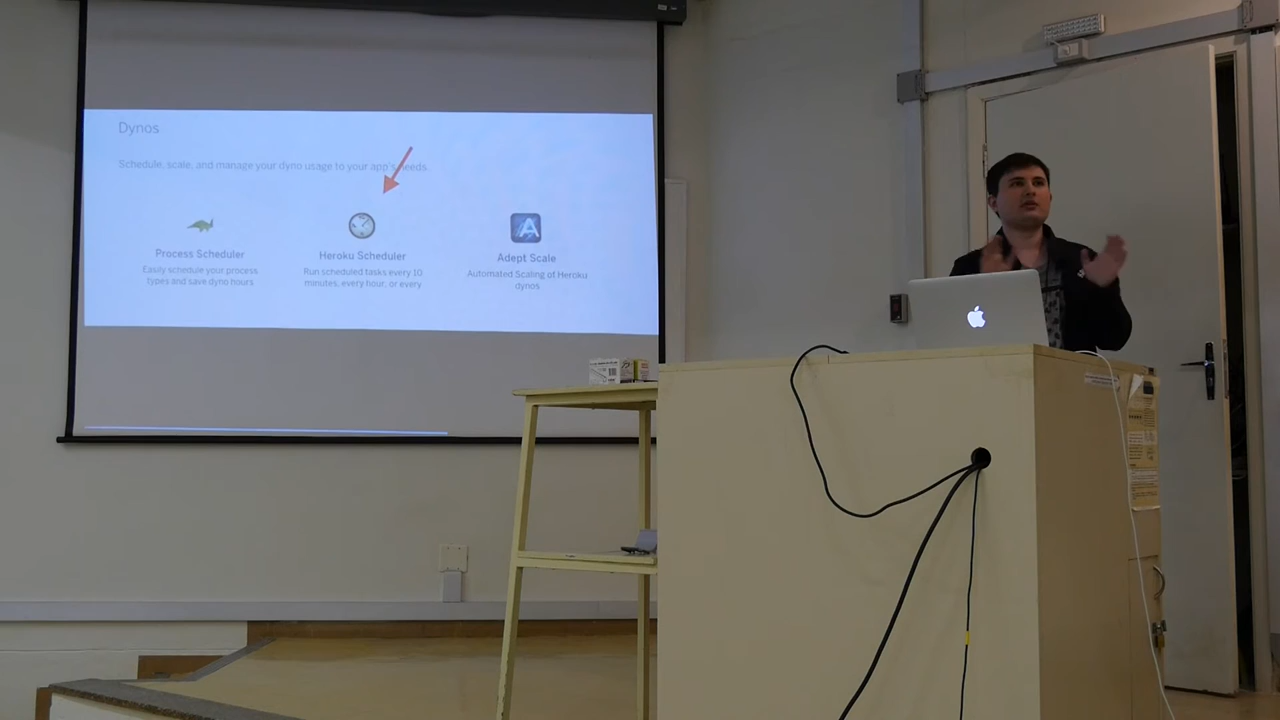 Dynos
Schedule, scale, and manage your dyno usage to your app's needs
Process Scheduler
Easily schedule your process
types and save dyno hours
Heroku Scheduler
Run scheduled tasks every 10
minutes, every hour, or every
Adept Scale
Automated Scaling of Heroku
dynos